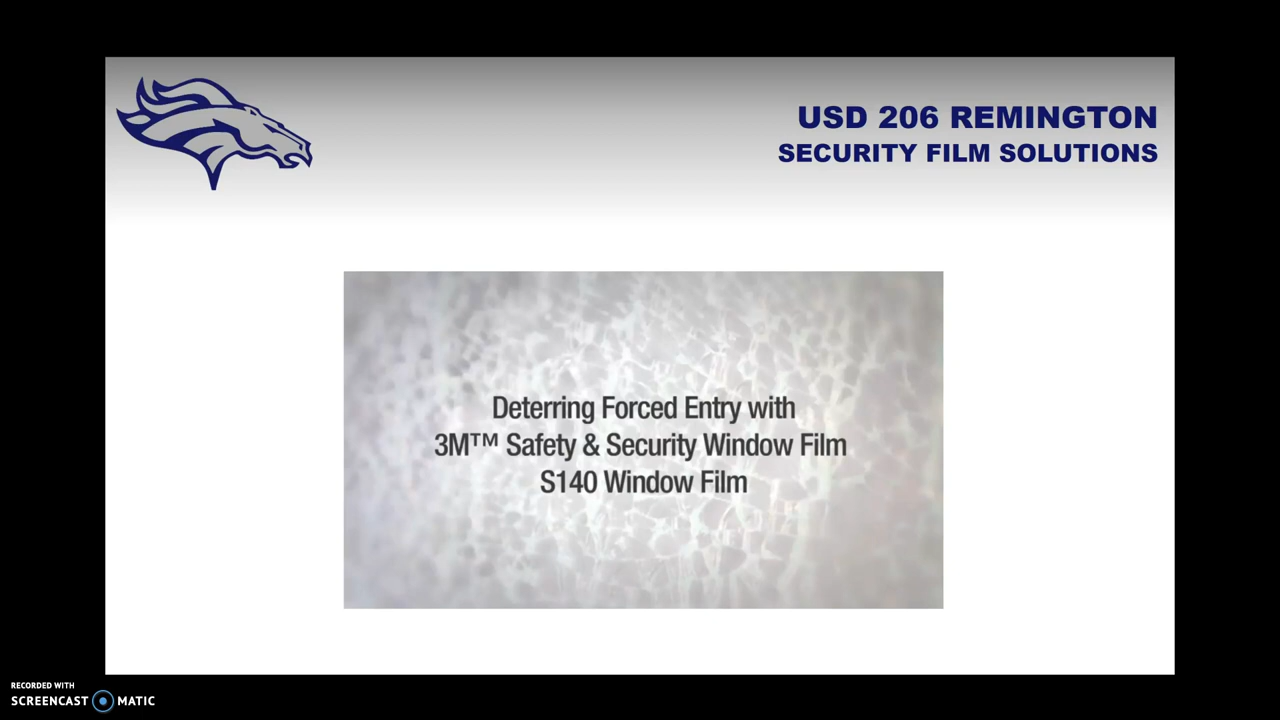 USD 206 REMINGTON
SECURITY FILM SOLUTIONS
Deterring Forced Entry with
3M™ Safety & Security Window Film
S140 Window Film
RECORDED WITH
SCREENCAST MATIC